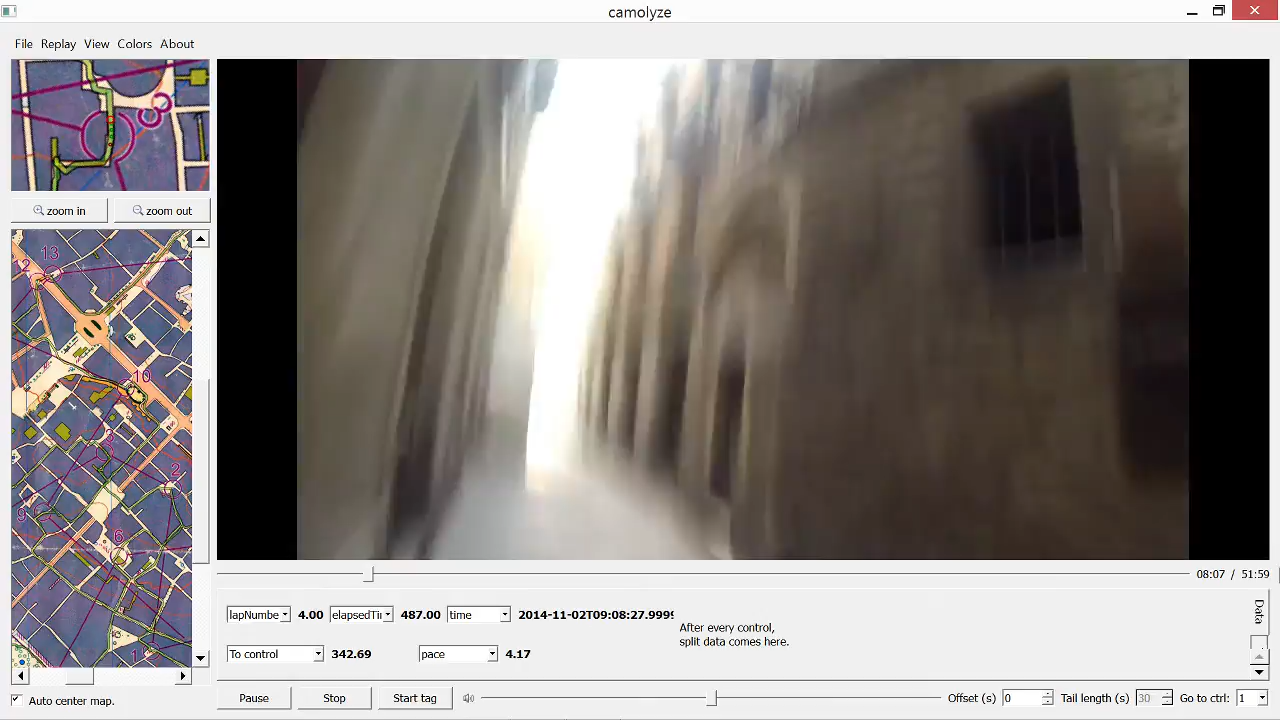 camolyze
File Replay View Colors About
zoom in zoom out
13
2
10
3
2
9
6
08:07 / 51:59
lapNumbe 4.00 elapsedTi 487.00 time 2014-11-02T09:08:27.999
After every control,
split data comes here.
Data
To control 342.69 pace 4.17
Auto center map.
Pause Stop Start tag Offset (s) 0 Tail length (s) 30 Go to ctrl: 1